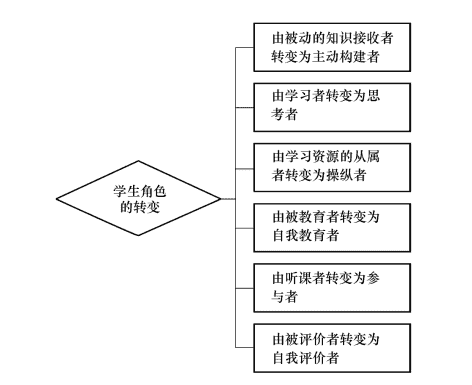 学生角色
的转变
由被动的知识接收者
转变为主动构建者
由学习者转变为思
考者
由学习资源的从属
者转变为操纵者
由被教育者转变为
自我教育者
由听课者转变为参
与者
由被评价者转变为
自我评价者